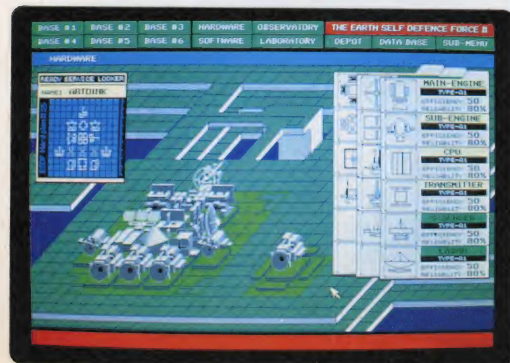 BASE #1 BASE #2 BASE #3 HARDWARE OBSERVATORY THE EARTH SELF DEFENCE FORCE II
BASE #4 BASE #5 BASE #6 SOFTWARE LABORATORY DEPOT DATA BASE SUB-MENU
HARDWARE
READY SERVICE LOCKER
NAME: ARTDINK
MAIN-ENGINE
TYPE-01
EFFICIENCY 50
RELIABILITY 80%
SUB-ENGINE
TYPE-01
EFFICIENCY 50
RELIABILITY 80%
CPU
TYPE-01
EFFICIENCY 50
RELIABILITY 80%
TRANSMITTER
TYPE-01
EFFICIENCY 50
RELIABILITY 80%
TYPE-01
EFFICIENCY 50
RELIABILITY 80%
TYPE-01
EFFICIENCY 50
RELIABILITY 80%